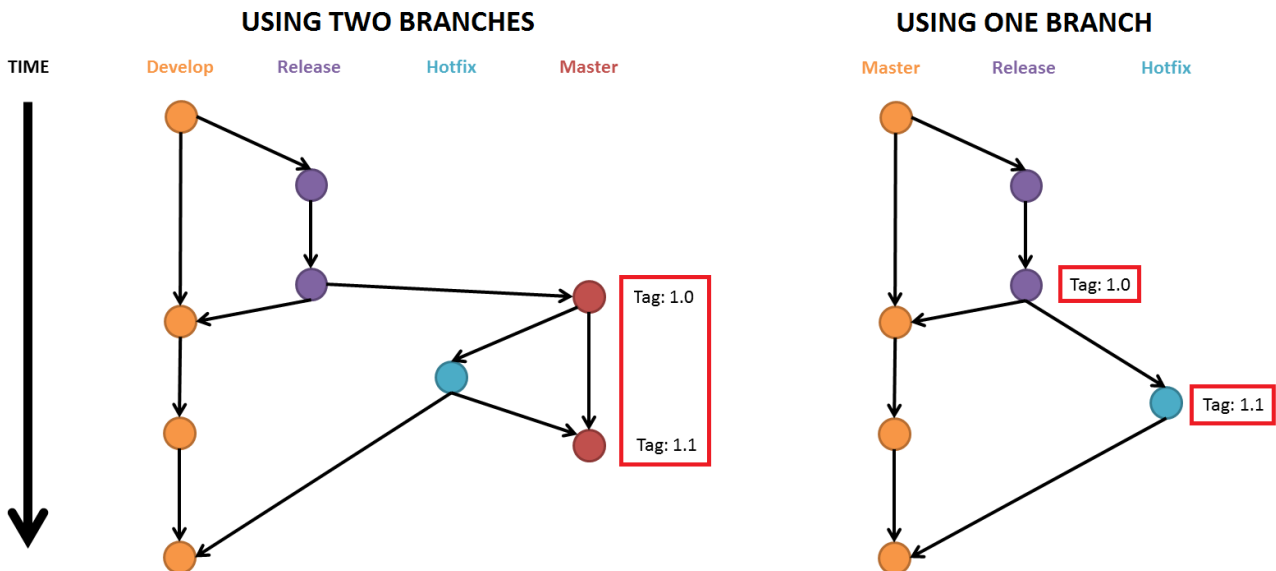 USING TWO BRANCHES
USING ONE BRANCH
TIME
Develop
Release
Hotfix
Master
Master
Release
Hotfix
Tag: 1.0
Tag: 1.1
Tag: 1.0
Tag: 1.1